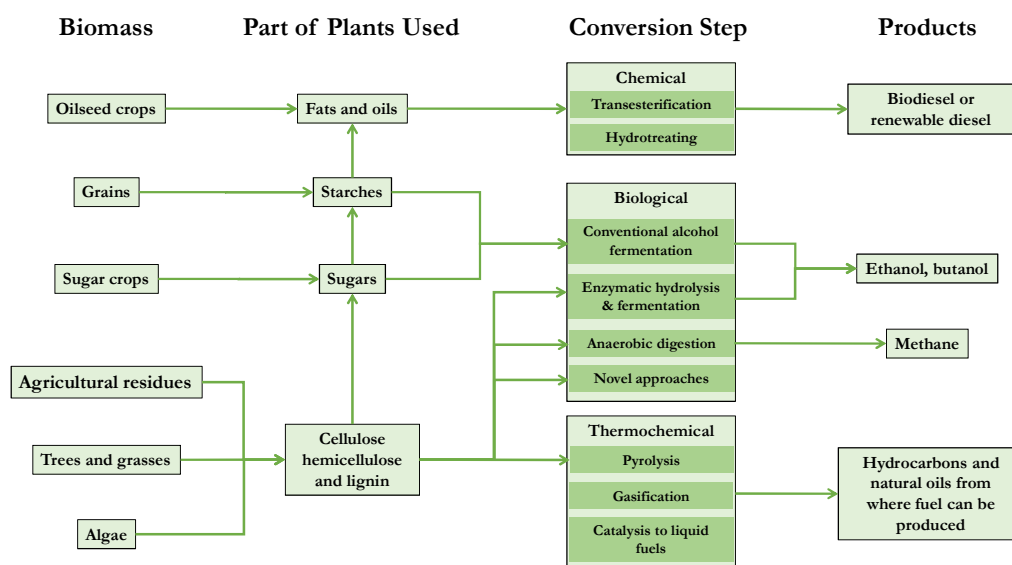 Biomass
Part of Plants Used
Conversion Step
Products
Oilseed crops
Fats and oils
Chemical
Transesterification
Hydrotreating
Biodiesel or
renewable diesel
Grains
Starches
Biological
Conventional alcohol
fermentation
Sugar crops
Sugars
Enzymatic hydrolysis
& fermentation
Ethanol, butanol
Anaerobic digestion
Methane
Novel approaches
Agricultural residues
Trees and grasses
Algae
Cellulose
hemicellulose
and lignin
Thermochemical
Pyrolysis
Gasification
Catalysis to liquid
fuels
Hydrocarbons and
natural oils from
where fuel can be
produced